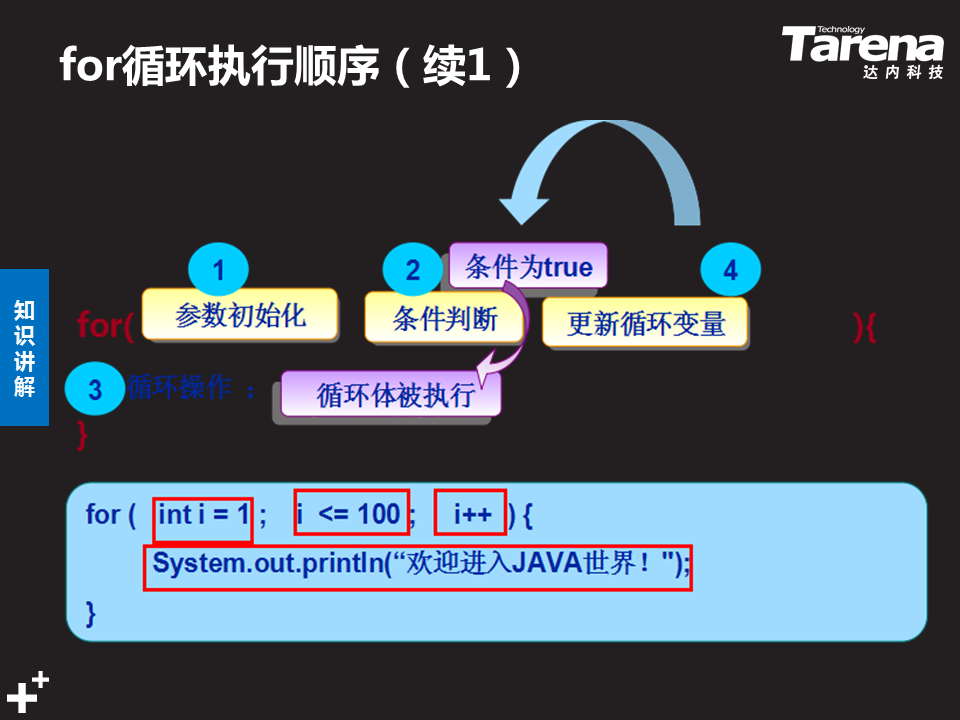 for循环执行顺序（续1）
Technology
Tarena
达内科技
知识讲解
1
2
条件为true
4
for(
参数初始化
条件判断
更新循环变量
){
3
循环操作 ；
循环体被执行
}
for ( int i = 1 ; i <= 100 ; i++ ) {
System.out.println(“欢迎进入JAVA世界！");
}